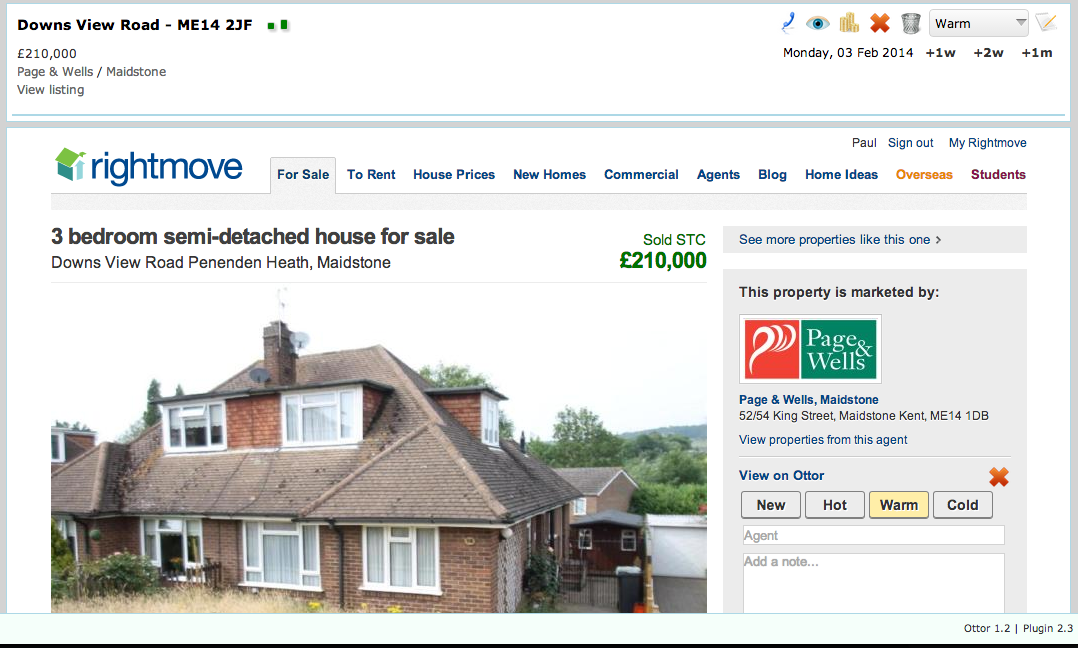 Downs View Road - ME14 2JF
Warm
£210,000
Monday, 03 Feb 2014 +1w +2w +1m
Page & Wells / Maidstone
View listing
Paul Sign out My Rightmove
rightmove
For Sale To Rent House Prices New Homes Commercial Agents Blog Home Ideas Overseas Students
3 bedroom semi-detached house for sale
Downs View Road Penenden Heath, Maidstone
Sold STC
£210,000
See more properties like this one >
This property is marketed by:
Page &
Wells
Page & Wells, Maidstone
52/54 King Street, Maidstone Kent, ME14 1DB
View properties from this agent
View on Ottor
New Hot Warm Cold
Agent
Add a note...
Ottor 1.2 | Plugin 2.3